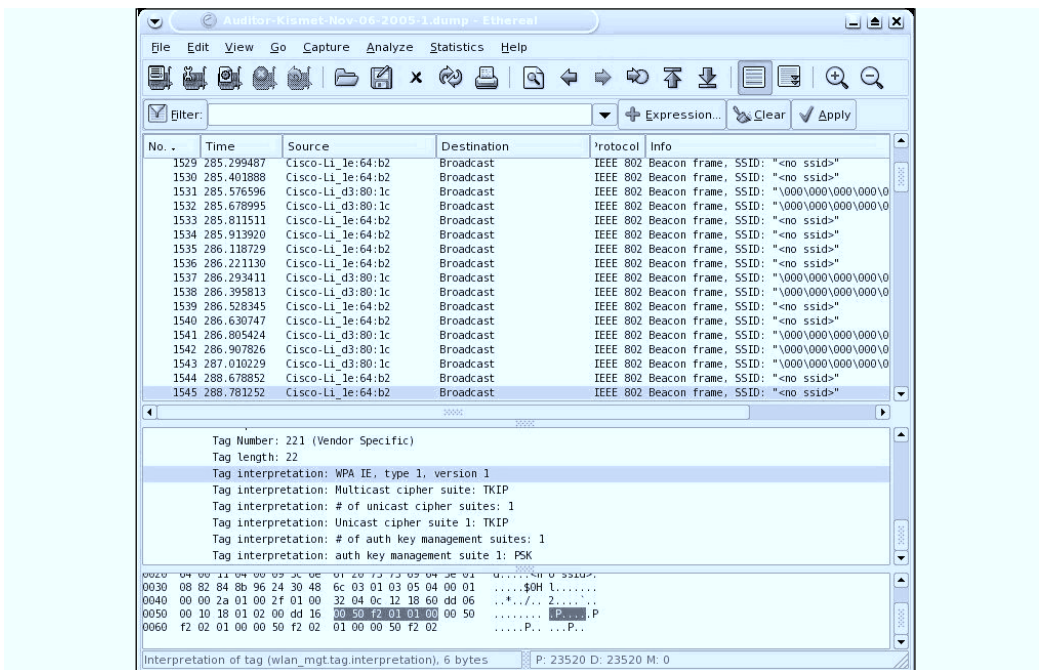 Auditor-Kismet-Nov-06-2005-1.dump - Ethereal
File Edit View Go Capture Analyze Statistics Help
Filter: Expression... Clear Apply
No. . Time Source Destination Protocol Info
1529 285.299487 Cisco-Li_1e:64:b2 Broadcast IEEE 802 Beacon frame, SSID: "<no ssid>"
1530 285.401888 Cisco-Li_1e:64:b2 Broadcast IEEE 802 Beacon frame, SSID: "<no ssid>"
1531 285.576596 Cisco-Li_d3:80:1c Broadcast IEEE 802 Beacon frame, SSID: "\000\000\000\000\0
1532 285.678995 Cisco-Li_d3:80:1c Broadcast IEEE 802 Beacon frame, SSID: "\000\000\000\000\0
1533 285.811511 Cisco-Li_1e:64:b2 Broadcast IEEE 802 Beacon frame, SSID: "<no ssid>"
1534 285.913920 Cisco-Li_1e:64:b2 Broadcast IEEE 802 Beacon frame, SSID: "<no ssid>"
1535 286.118729 Cisco-Li_1e:64:b2 Broadcast IEEE 802 Beacon frame, SSID: "<no ssid>"
1536 286.221130 Cisco-Li_1e:64:b2 Broadcast IEEE 802 Beacon frame, SSID: "<no ssid>"
1537 286.293411 Cisco-Li_d3:80:1c Broadcast IEEE 802 Beacon frame, SSID: "\000\000\000\000\0
1538 286.395813 Cisco-Li_d3:80:1c Broadcast IEEE 802 Beacon frame, SSID: "\000\000\000\000\0
1539 286.528345 Cisco-Li_1e:64:b2 Broadcast IEEE 802 Beacon frame, SSID: "<no ssid>"
1540 286.630747 Cisco-Li_1e:64:b2 Broadcast IEEE 802 Beacon frame, SSID: "<no ssid>"
1541 286.805424 Cisco-Li_d3:80:1c Broadcast IEEE 802 Beacon frame, SSID: "\000\000\000\000\0
1542 286.907826 Cisco-Li_d3:80:1c Broadcast IEEE 802 Beacon frame, SSID: "\000\000\000\000\0
1543 287.010229 Cisco-Li_d3:80:1c Broadcast IEEE 802 Beacon frame, SSID: "\000\000\000\000\0
1544 288.678852 Cisco-Li_1e:64:b2 Broadcast IEEE 802 Beacon frame, SSID: "<no ssid>"
1545 288.781252 Cisco-Li_1e:64:b2 Broadcast IEEE 802 Beacon frame, SSID: "<no ssid>"
Tag Number: 221 (Vendor Specific)
Tag length: 22
Tag interpretation: WPA IE, type 1, version 1
Tag interpretation: Multicast cipher suite: TKIP
Tag interpretation: # of unicast cipher suites: 1
Tag interpretation: Unicast cipher suite 1: TKIP
Tag interpretation: # of auth key management suites: 1
Tag interpretation: auth key management suite 1: PSK
0030 08 82 84 8b 96 24 30 48 6c 03 01 03 05 04 00 01 .....$0H l.......
0040 00 00 2a 01 00 2f 01 00 32 04 0c 12 18 60 dd 06 ..*../.. 2....`..
0050 00 10 18 01 02 00 dd 16 00 50 f2 01 01 00 00 50 ........ .P.....P
0060 f2 02 01 00 00 50 f2 02 01 00 00 50 f2 02 .....P.. ...P..
Interpretation of tag (wlan_mgt.tag.interpretation), 6 bytes P: 23520 D: 23520 M: 0